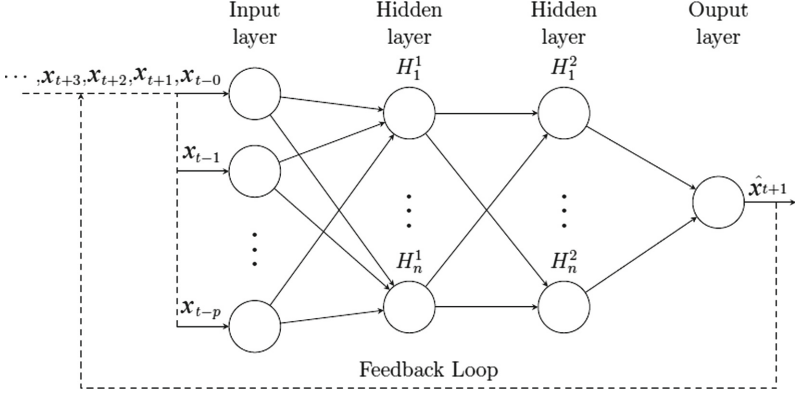 Input layer
Hidden layer
Hidden layer
Ouput layer
··· ,x_{t+3},x_{t+2},x_{t+1},x_{t−0}
x_{t−1}
⋮
x_{t−p}
H_1^1
⋮
H_n^1
H_1^2
⋮
H_n^2
x̂_{t+1}
Feedback Loop